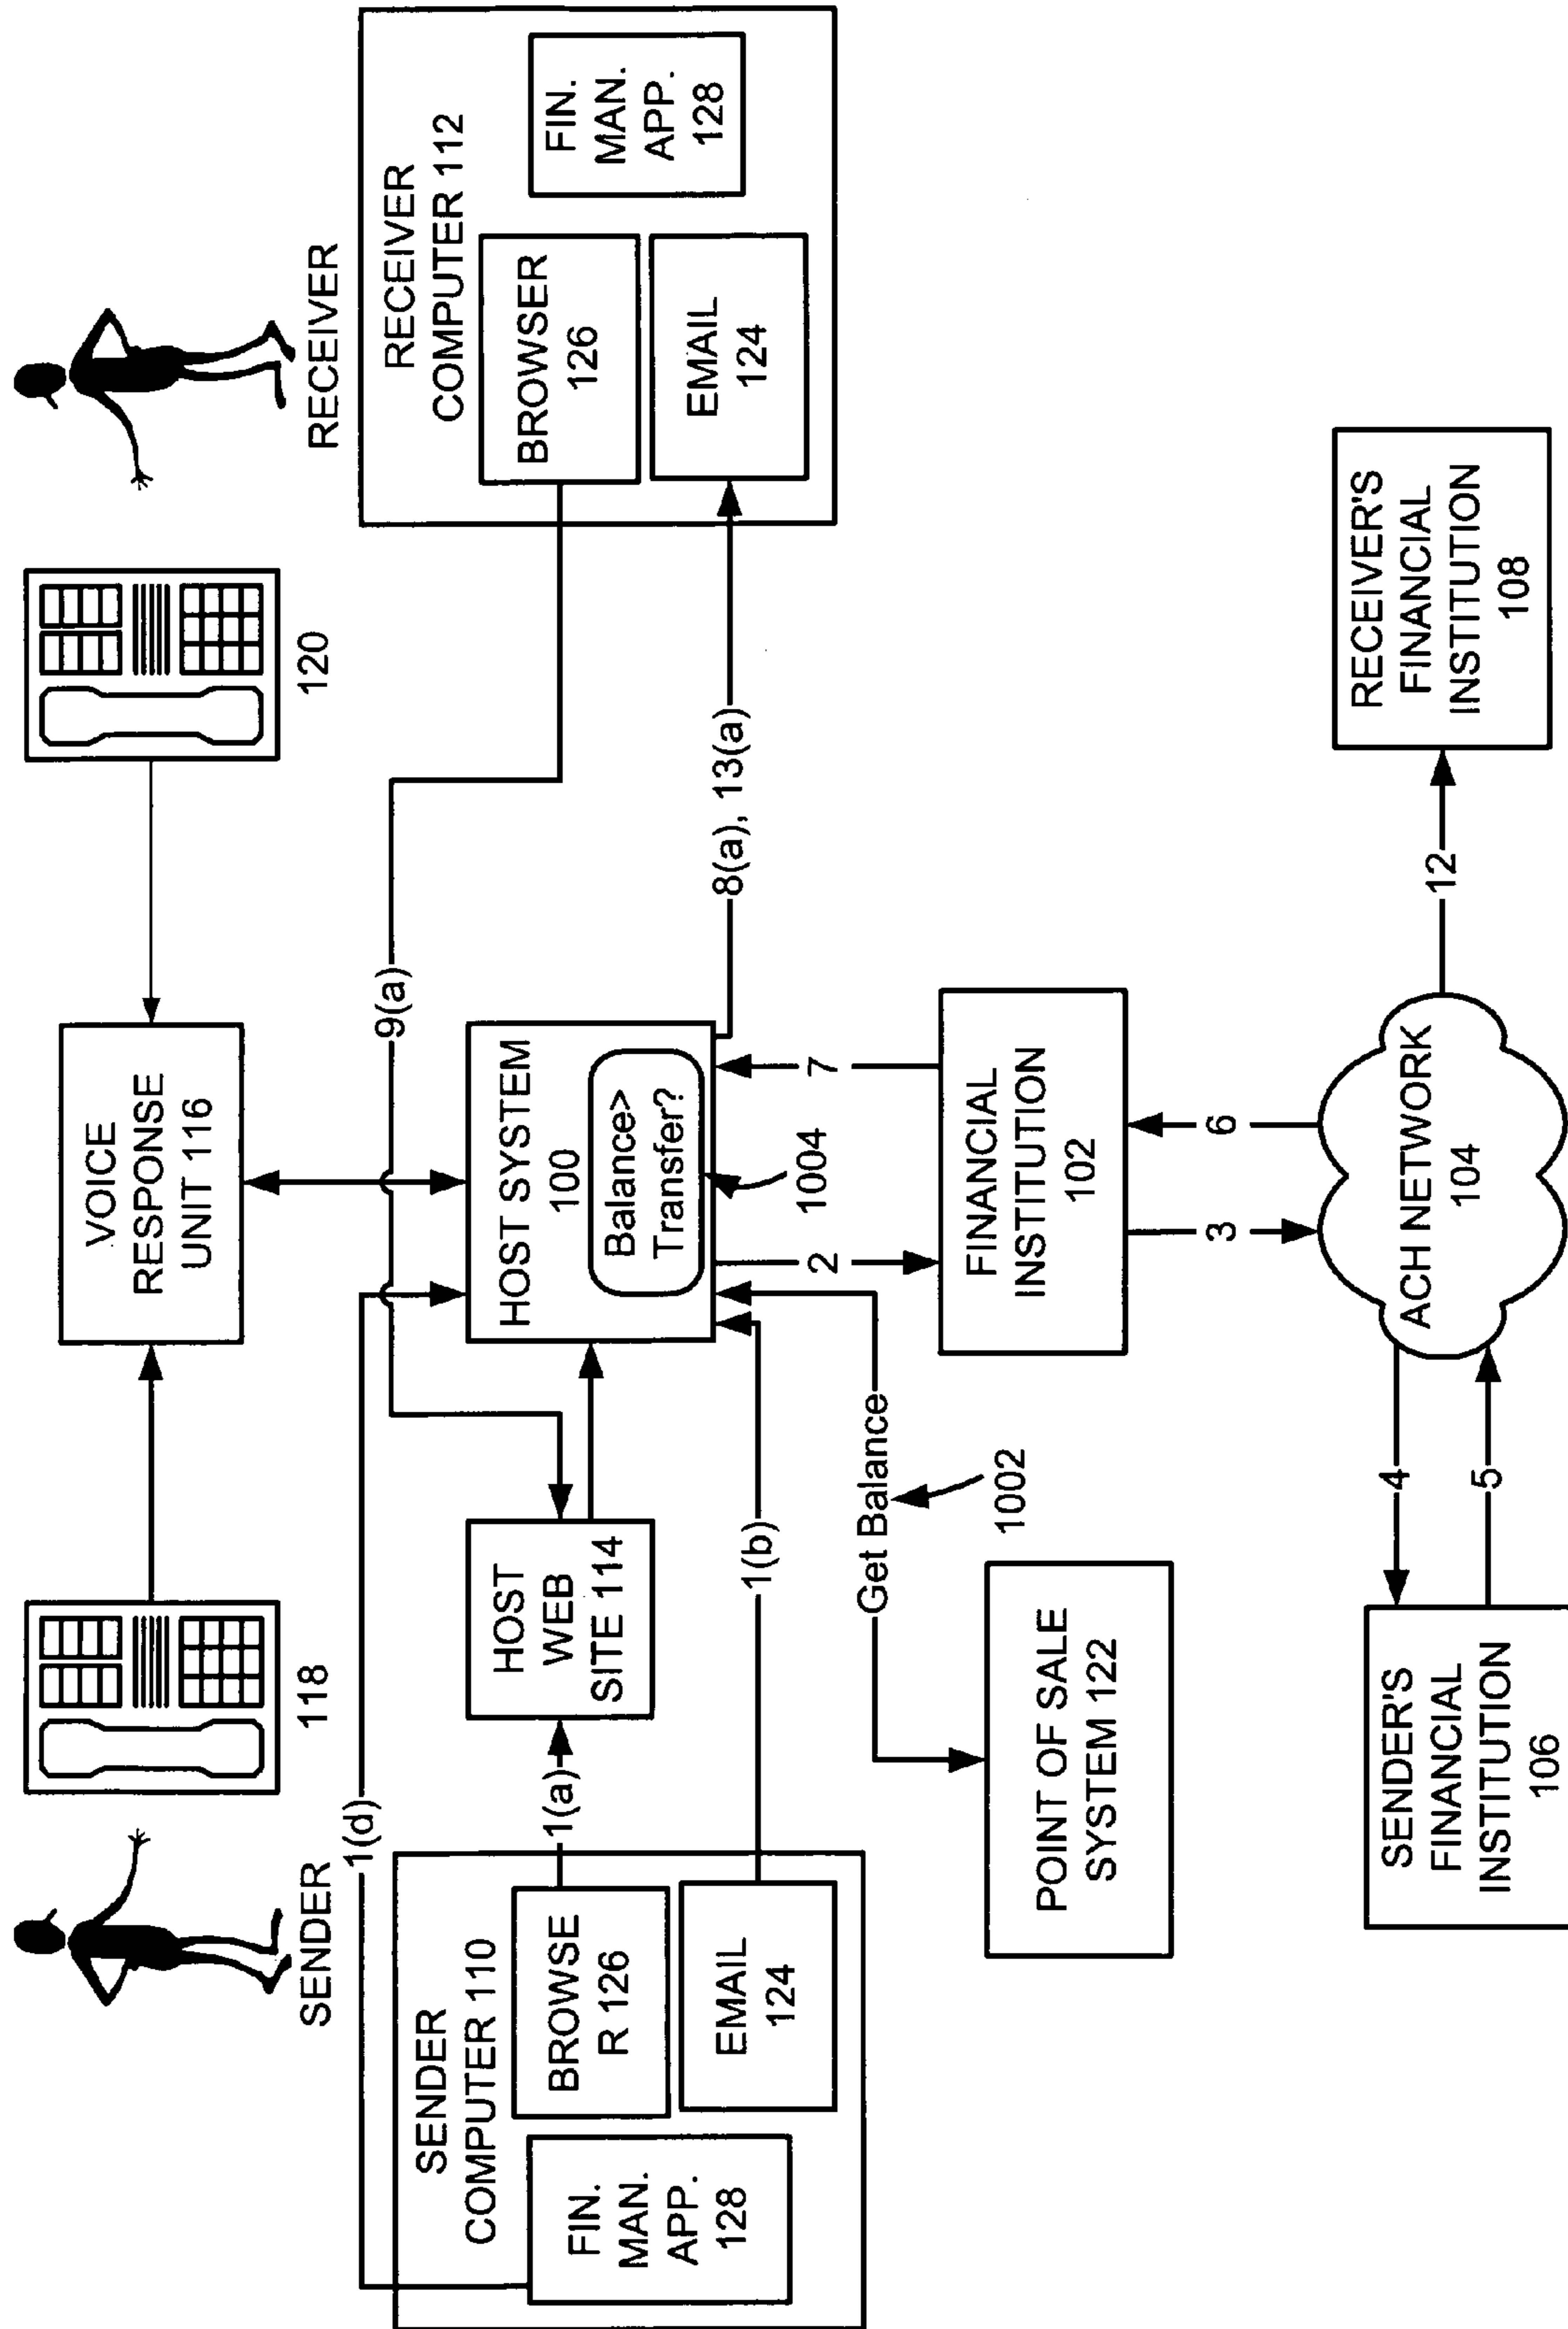 SENDER
118
VOICE
RESPONSE
UNIT 116
120
RECEIVER
1(d)
9(a)
SENDER
COMPUTER 110
FIN.
MAN.
APP.
128
BROWSE
R 126
EMAIL
124
1(a)
HOST
WEB
SITE 114
HOST SYSTEM
100
Balance>
Transfer?
1004
RECEIVER
COMPUTER 112
BROWSER
126
EMAIL
124
FIN.
MAN.
APP.
128
1(b)
Get Balance
1002
2
7
8(a), 13(a)
POINT OF SALE
SYSTEM 122
FINANCIAL
INSTITUTION
102
3
6
SENDER'S
FINANCIAL
INSTITUTION
106
4
5
ACH NETWORK
104
12
RECEIVER'S
FINANCIAL
INSTITUTION
108